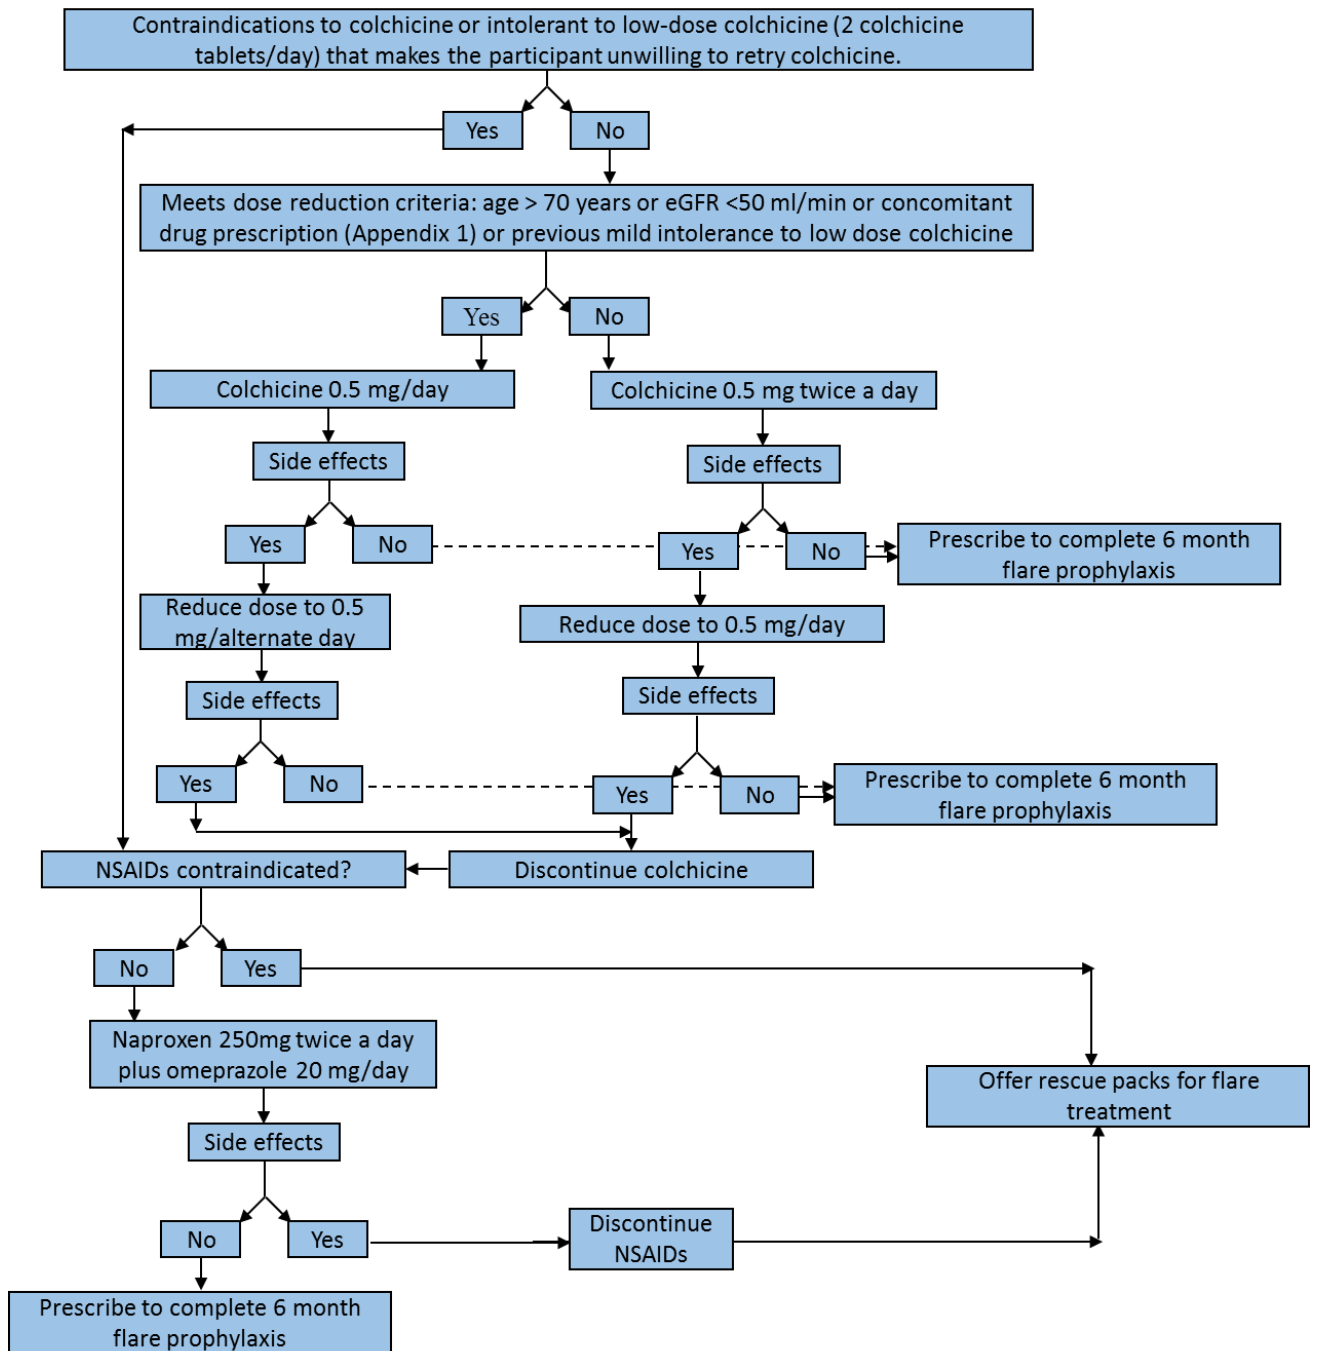 Contraindications to colchicine or intolerant to low-dose colchicine (2 colchicine
tablets/day) that makes the participant unwilling to retry colchicine.
Yes
No
Meets dose reduction criteria: age > 70 years or eGFR <50 ml/min or concomitant
drug prescription (Appendix 1) or previous mild intolerance to low dose colchicine
Yes
No
Colchicine 0.5 mg/day
Colchicine 0.5 mg twice a day
Side effects
Side effects
Yes
No
Yes
No
Prescribe to complete 6 month
flare prophylaxis
Reduce dose to 0.5
mg/alternate day
Reduce dose to 0.5 mg/day
Side effects
Side effects
Yes
No
Yes
No
Prescribe to complete 6 month
flare prophylaxis
NSAIDs contraindicated?
Discontinue colchicine
No
Yes
Naproxen 250mg twice a day
plus omeprazole 20 mg/day
Offer rescue packs for flare
treatment
Side effects
No
Yes
Discontinue
NSAIDs
Prescribe to complete 6 month
flare prophylaxis